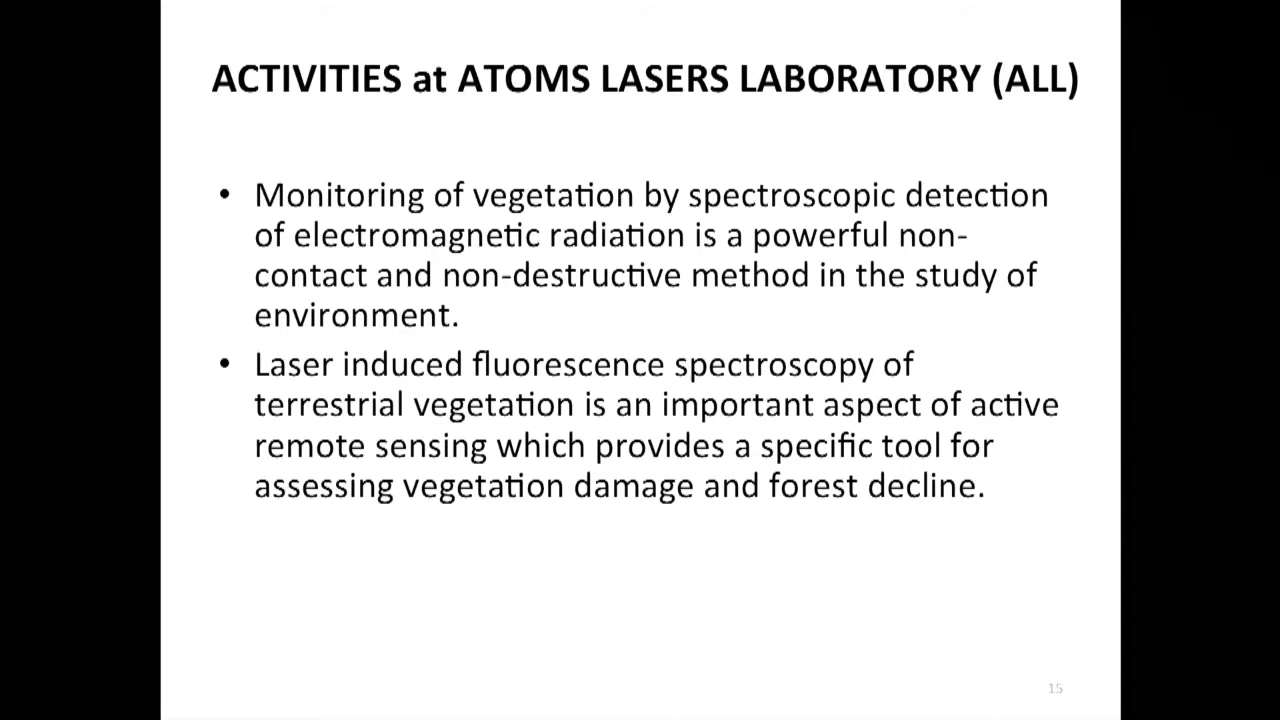 ACTIVITIES at ATOMS LASERS LABORATORY (ALL)
• Monitoring of vegetation by spectroscopic detection
of electromagnetic radiation is a powerful non-
contact and non-destructive method in the study of
environment.
• Laser induced fluorescence spectroscopy of
terrestrial vegetation is an important aspect of active
remote sensing which provides a specific tool for
assessing vegetation damage and forest decline.
15